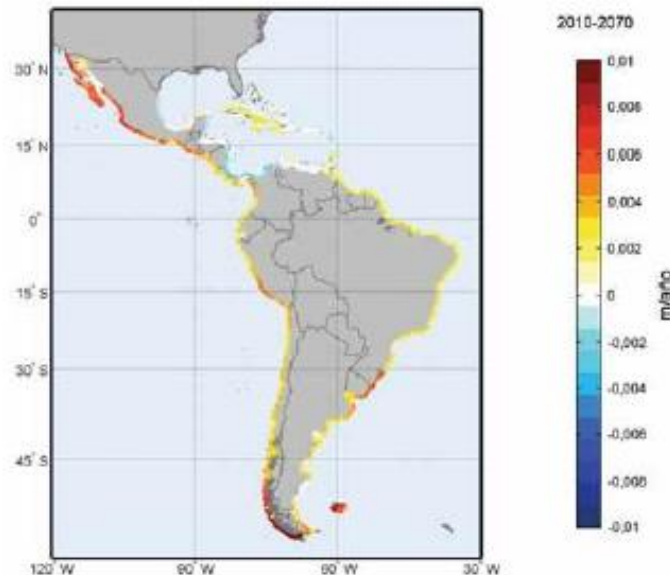 2010-2070
30° N
15° N
0°
15° S
30° S
45° S
120° W
90° W
60° W
30° W
0,01
0,008
0,006
0,004
0,002
0
-0,002
-0,004
-0,006
-0,008
-0,01
m/año